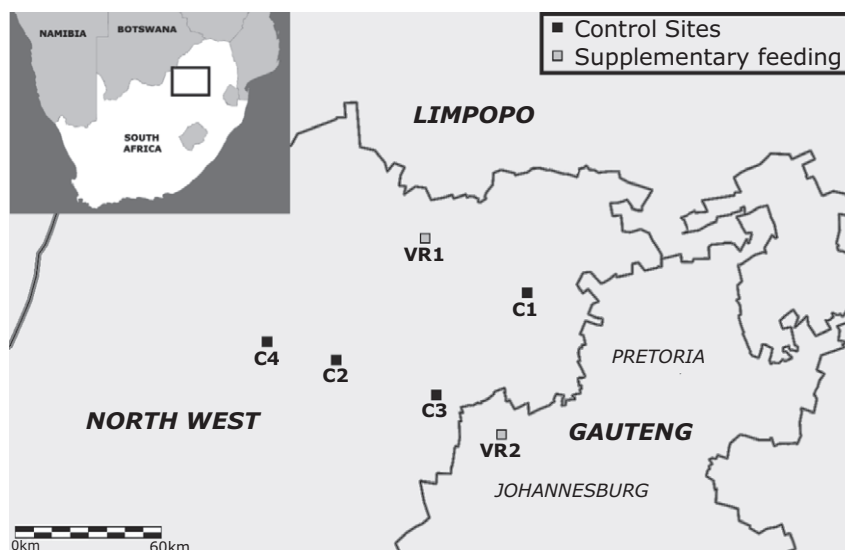 NAMIBIA
BOTSWANA
SOUTH
AFRICA
Control Sites
Supplementary feeding
LIMPOPO
VR1
C1
C4
C2
PRETORIA
C3
NORTH WEST
GAUTENG
VR2
JOHANNESBURG
0km
60km